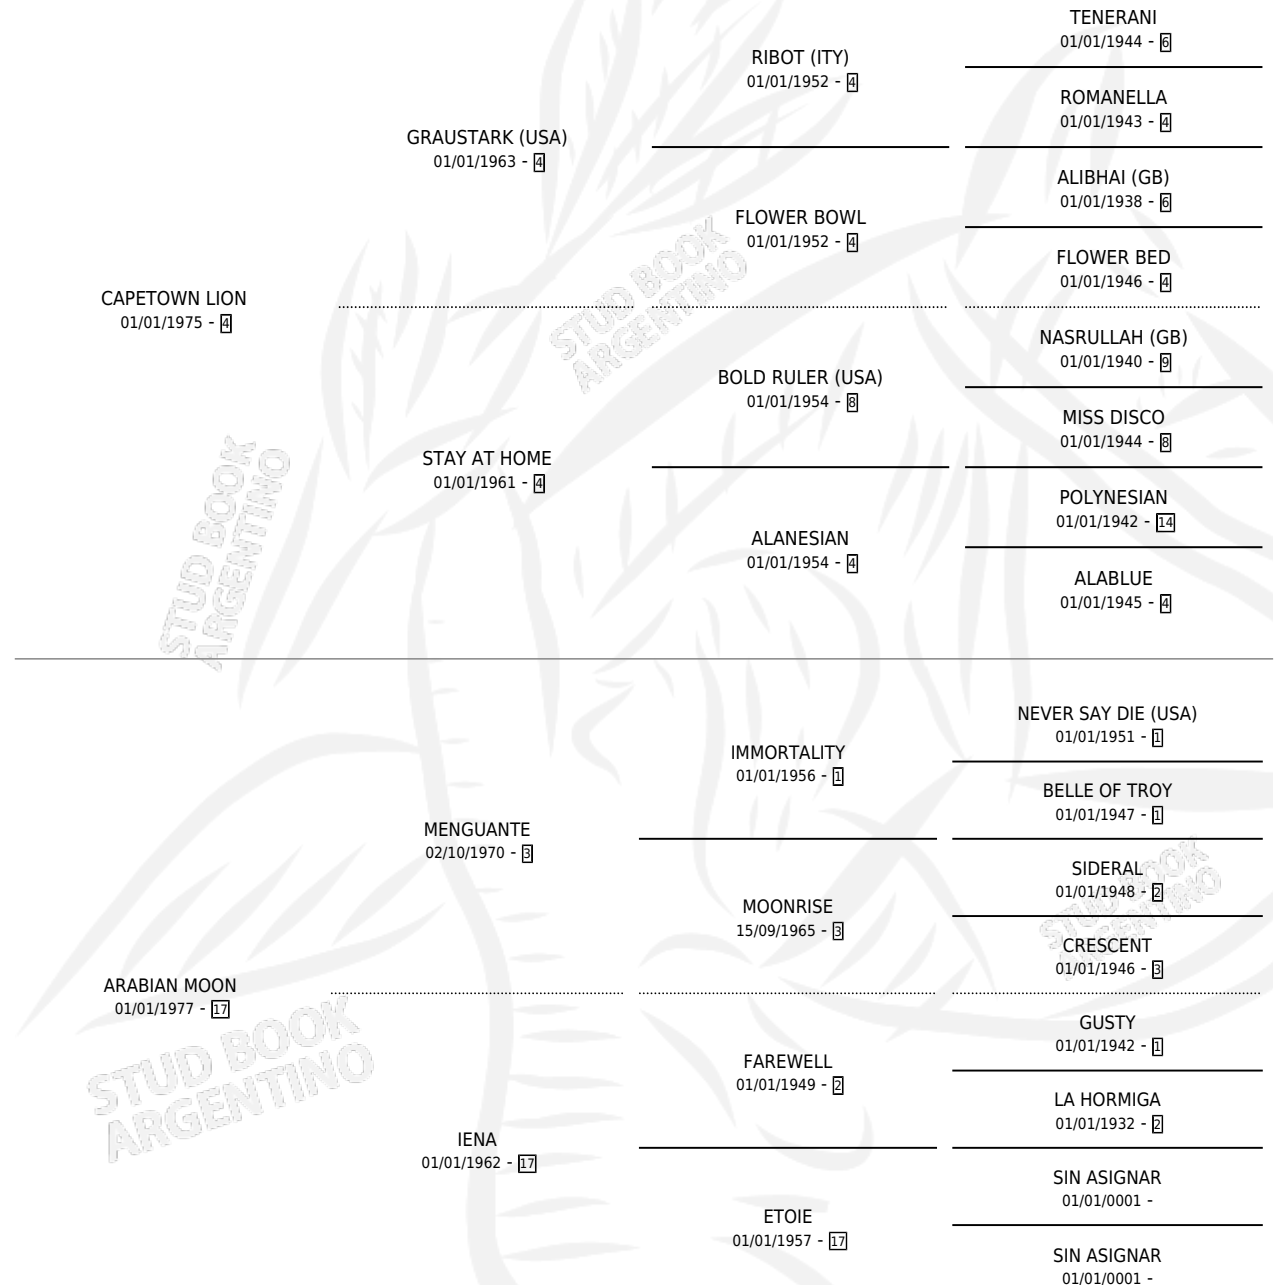 TENERANI
01/01/1944 - 6
RIBOT (ITY)
01/01/1952 - 4
ROMANELLA
01/01/1943 - 4
GRAUSTARK (USA)
01/01/1963 - 4
ALIBHAI (GB)
01/01/1938 - 6
FLOWER BOWL
01/01/1952 - 4
FLOWER BED
01/01/1946 - 4
CAPETOWN LION
01/01/1975 - 4
STUD BOOK
ARGENTINO
NASRULLAH (GB)
01/01/1940 - 9
BOLD RULER (USA)
01/01/1954 - 8
MISS DISCO
01/01/1944 - 8
STAY AT HOME
01/01/1961 - 4
POLYNESIAN
01/01/1942 - 14
ALANESIAN
01/01/1954 - 4
ALABLUE
01/01/1945 - 4
STUD BOOK
ARGENTINO
NEVER SAY DIE (USA)
01/01/1951 - 1
IMMORTALITY
01/01/1956 - 1
BELLE OF TROY
01/01/1947 - 1
MENGUANTE
02/10/1970 - 3
SIDERAL
01/01/1948 - 2
MOONRISE
15/09/1965 - 3
CRESCENT
01/01/1946 - 3
STUD BOOK
ARGENTINO
ARABIAN MOON
01/01/1977 - 17
GUSTY
01/01/1942 - 1
FAREWELL
01/01/1949 - 2
LA HORMIGA
01/01/1932 - 2
STUD BOOK
ARGENTINO
IENA
01/01/1962 - 17
SIN ASIGNAR
01/01/0001 -
ETOIE
01/01/1957 - 17
SIN ASIGNAR
01/01/0001 -